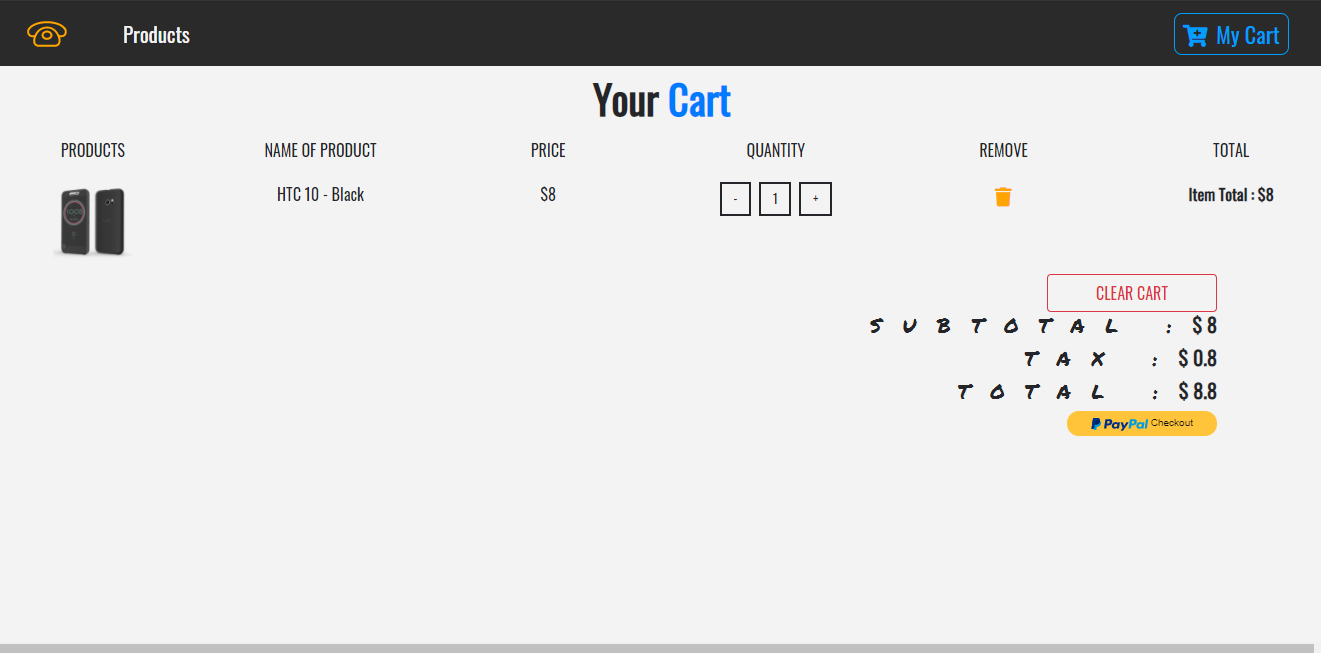 Products My Cart
Your Cart
PRODUCTS NAME OF PRODUCT PRICE QUANTITY REMOVE TOTAL
HTC 10 - Black $8 - 1 + Item Total : $8
CLEAR CART
SUBTOTAL : $ 8
TAX : $ 0.8
TOTAL : $ 8.8
PayPal Checkout